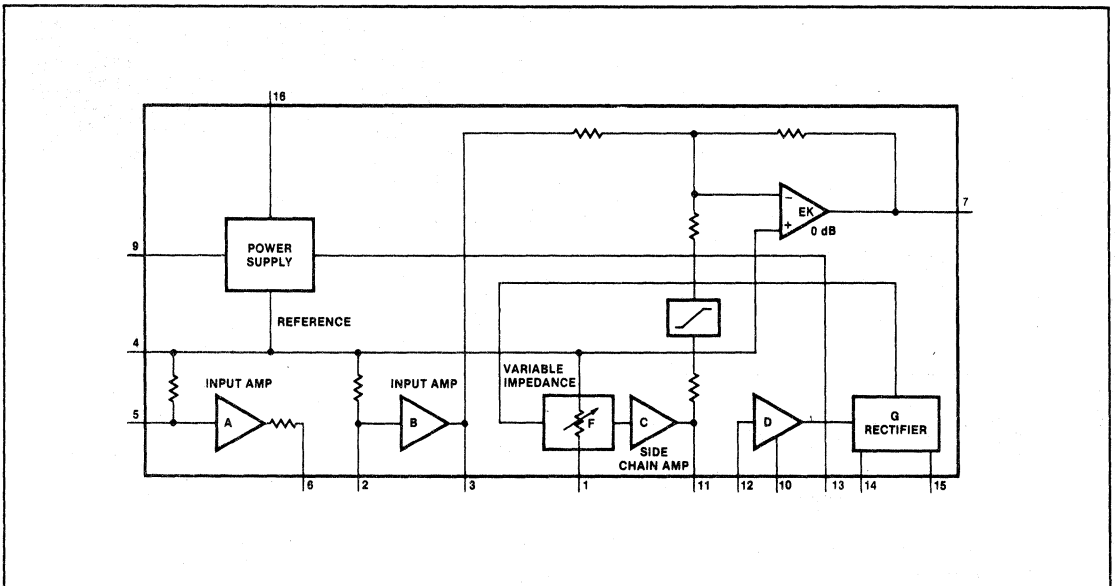 16
7
EK
0 dB
9
POWER
SUPPLY
REFERENCE
4
VARIABLE
IMPEDANCE
INPUT AMP
INPUT AMP
5
A
B
F
C
D
G
RECTIFIER
SIDE
CHAIN AMP
6
2
3
1
11
12
10
13
14
15